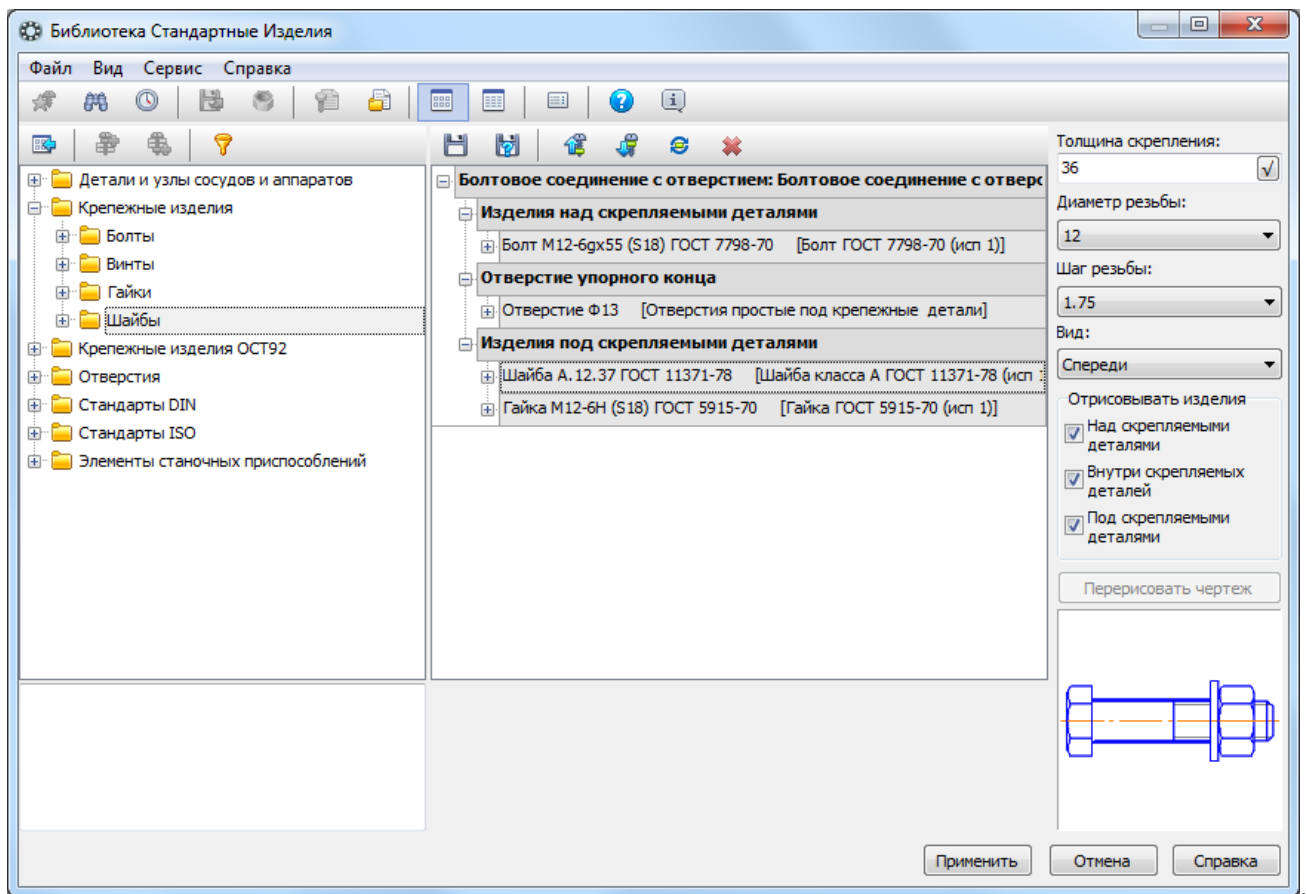 Библиотека Стандартные Изделия
Файл Вид Сервис Справка
Детали и узлы сосудов и аппаратов
Крепежные изделия
Болты
Винты
Гайки
Шайбы
Крепежные изделия ОСТ92
Отверстия
Стандарты DIN
Стандарты ISO
Элементы станочных приспособлений
Болтовое соединение с отверстием: Болтовое соединение с отверс
Изделия над скрепляемыми деталями
Болт М12-6gx55 (S18) ГОСТ 7798-70 [Болт ГОСТ 7798-70 (исп 1)]
Отверстие упорного конца
Отверстие Ф13 [Отверстия простые под крепежные детали]
Изделия под скрепляемыми деталями
Шайба А.12.37 ГОСТ 11371-78 [Шайба класса А ГОСТ 11371-78 (исп 1
Гайка М12-6Н (S18) ГОСТ 5915-70 [Гайка ГОСТ 5915-70 (исп 1)]
Толщина скрепления:
36
Диаметр резьбы:
12
Шаг резьбы:
1.75
Вид:
Спереди
Отрисовывать изделия
Над скрепляемыми
деталями
Внутри скрепляемых
деталей
Под скрепляемыми
деталями
Перерисовать чертеж
Применить Отмена Справка